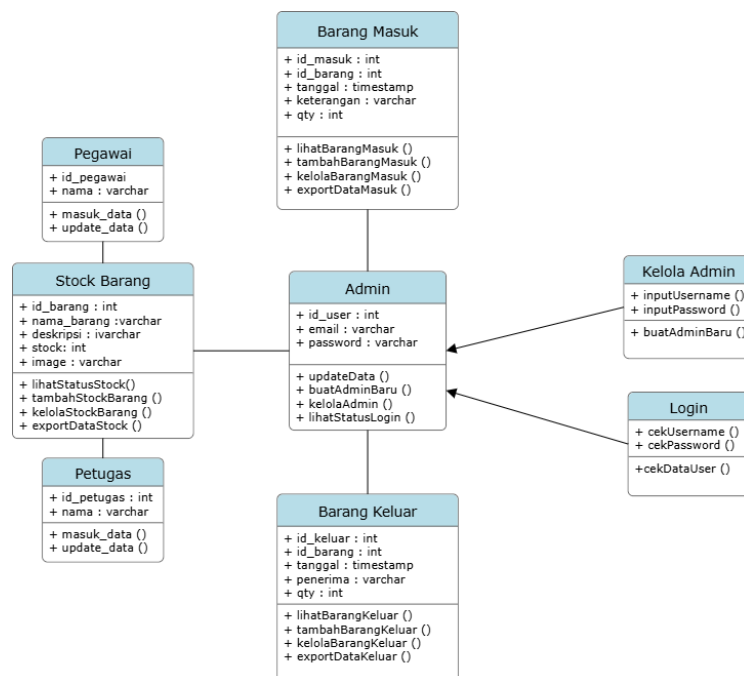 Barang Masuk
+ id_masuk : int
+ id_barang : int
+ tanggal : timestamp
+ keterangan : varchar
+ qty : int
+ lihatBarangMasuk ()
+ tambahBarangMasuk ()
+ kelolaBarangMasuk ()
+ exportDataMasuk ()
Pegawai
+ id_pegawai
+ nama : varchar
+ masuk_data ()
+ update_data ()
Stock Barang
+ id_barang : int
+ nama_barang :varchar
+ deskripsi : ivarchar
+ stock: int
+ image : varchar
+ lihatStatusStock()
+ tambahStockBarang ()
+ kelolaStockBarang ()
+ exportDataStock ()
Admin
+ id_user : int
+ email : varchar
+ password : varchar
+ updateData ()
+ buatAdminBaru ()
+ kelolaAdmin ()
+ lihatStatusLogin ()
Kelola Admin
+ inputUsername ()
+ inputPassword ()
+ buatAdminBaru ()
Login
+ cekUsername ()
+ cekPassword ()
+cekDataUser ()
Petugas
+ id_petugas : int
+ nama : varchar
+ masuk_data ()
+ update_data ()
Barang Keluar
+ id_keluar : int
+ id_barang : int
+ tanggal : timestamp
+ penerima : varchar
+ qty : int
+ lihatBarangKeluar ()
+ tambahBarangKeluar ()
+ kelolaBarangKeluar ()
+ exportDataKeluar ()